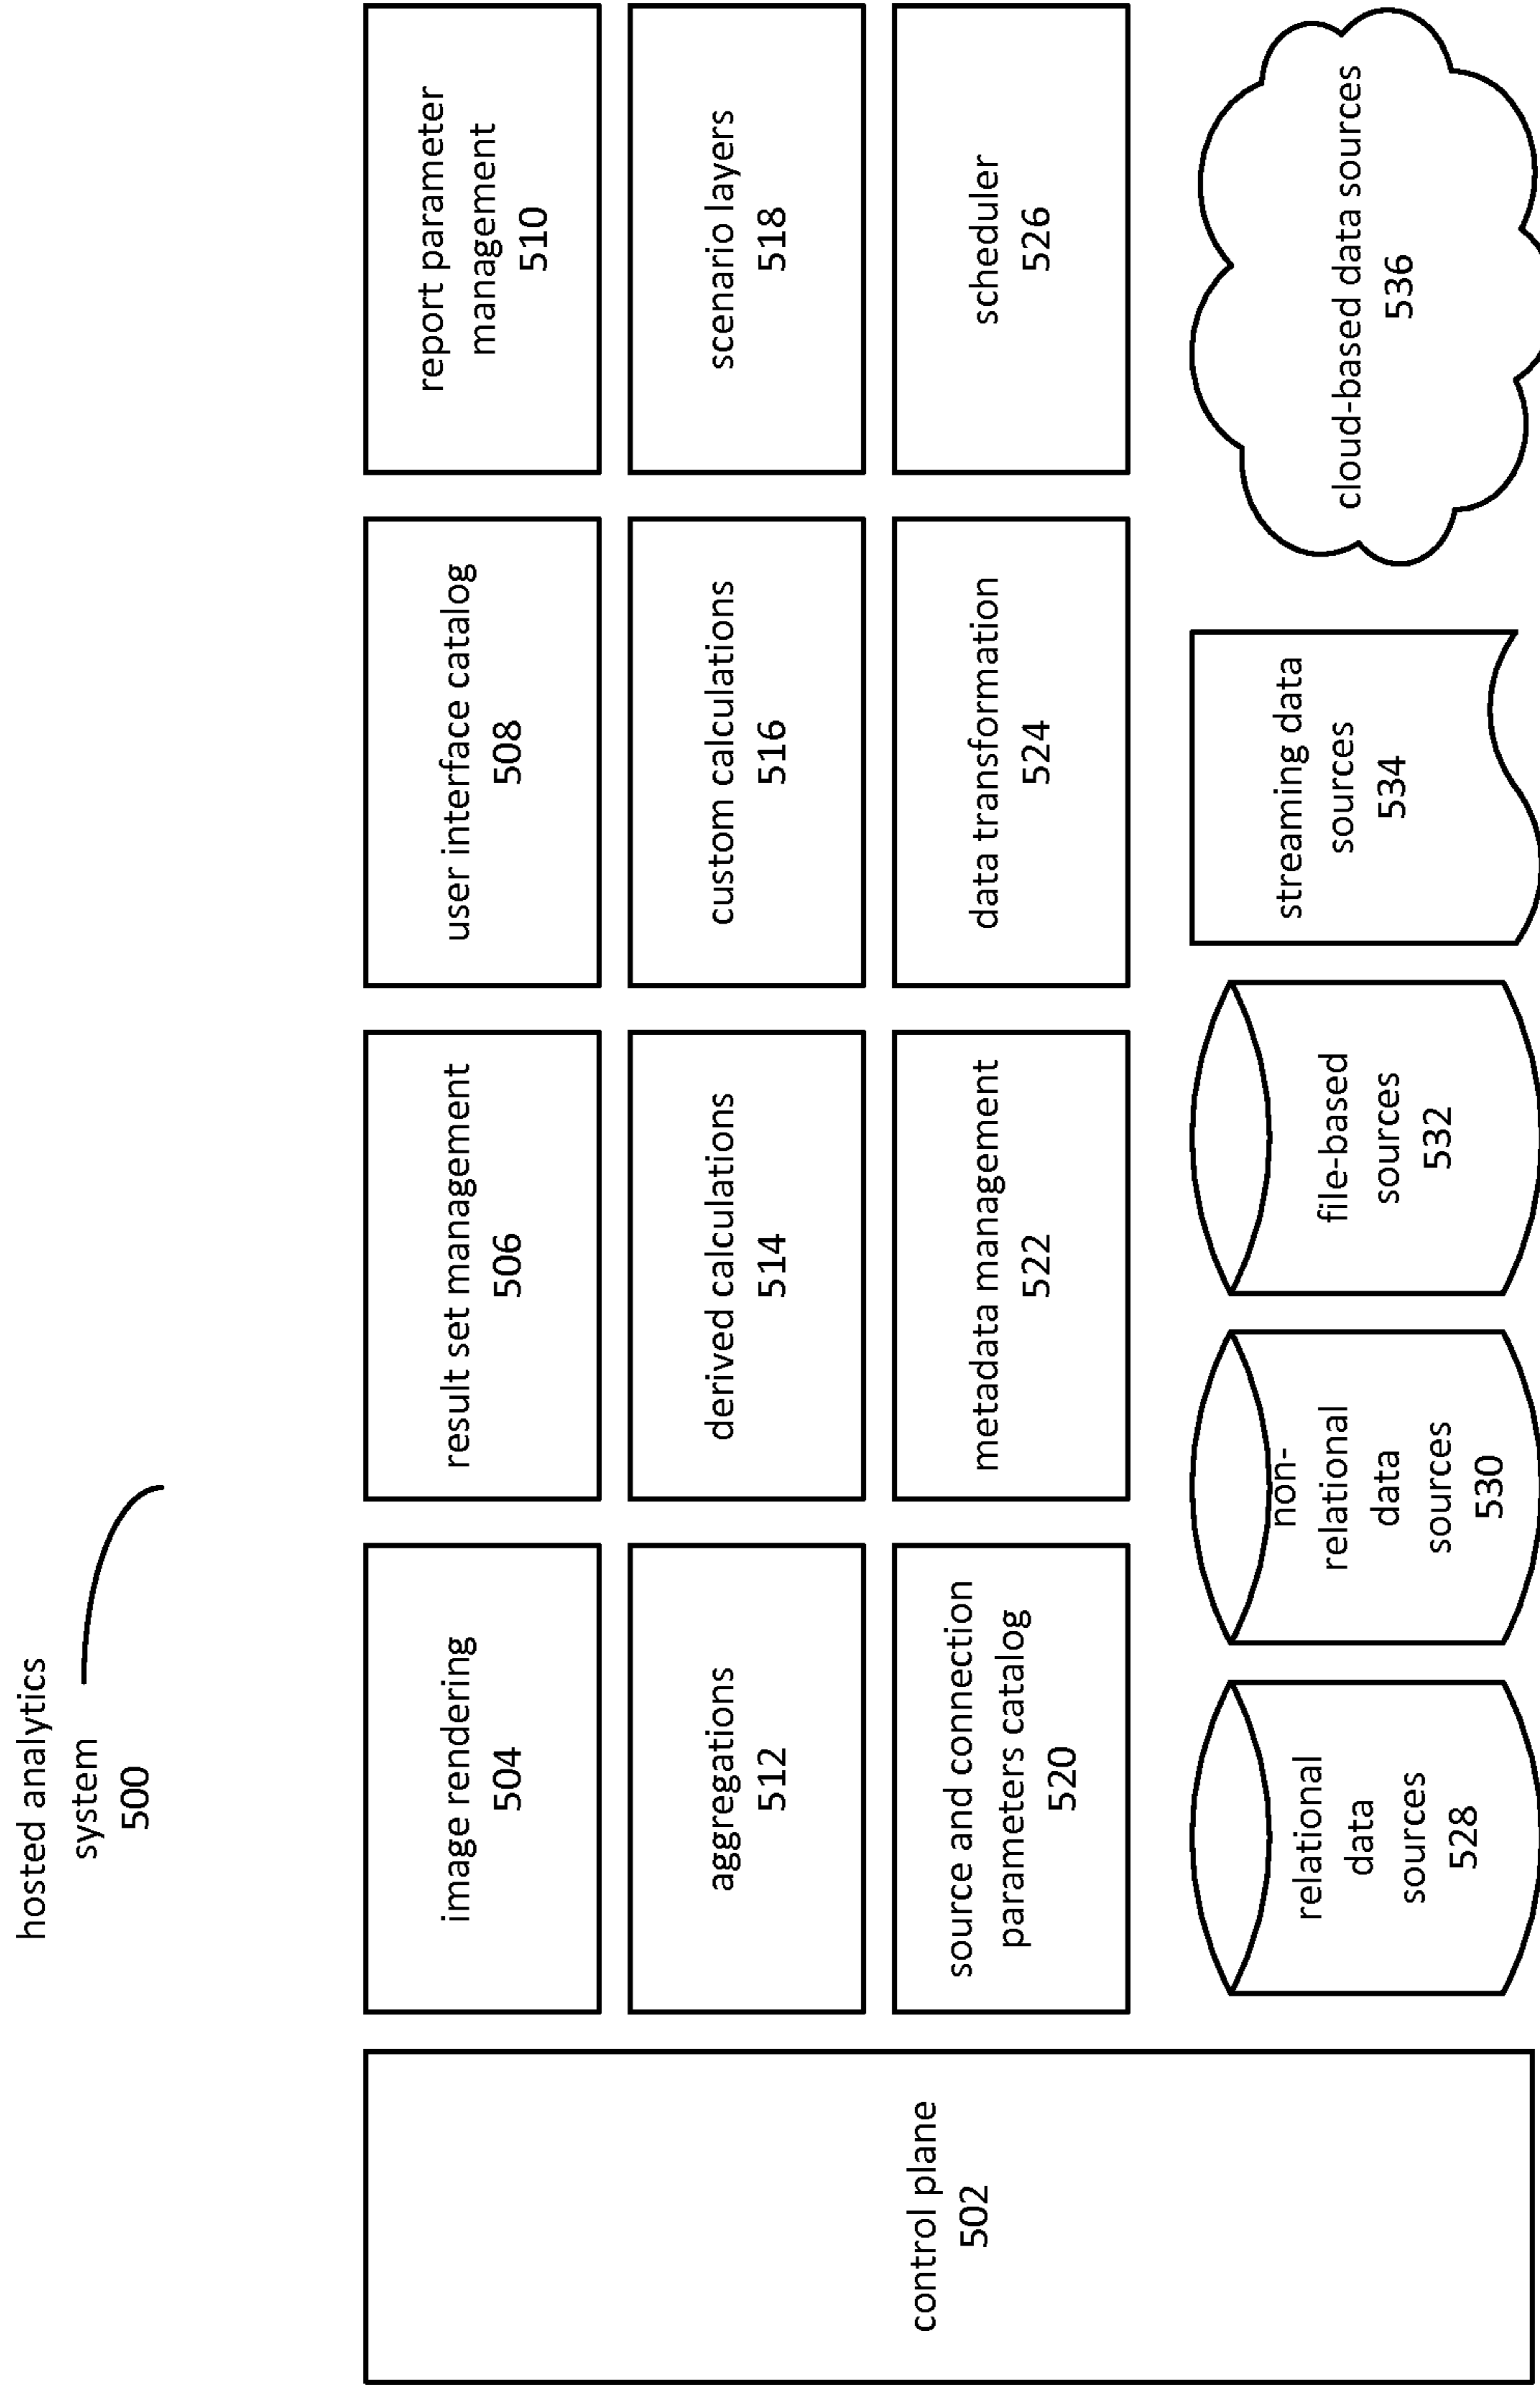 hosted analytics
system
500
control plane
502
image rendering
504
result set management
506
user interface catalog
508
report parameter
management
510
aggregations
512
derived calculations
514
custom calculations
516
scenario layers
518
source and connection
parameters catalog
520
metadata management
522
data transformation
524
scheduler
526
relational
data
sources
528
non-
relational
data
sources
530
file-based
sources
532
streaming data
sources
534
cloud-based data sources
536